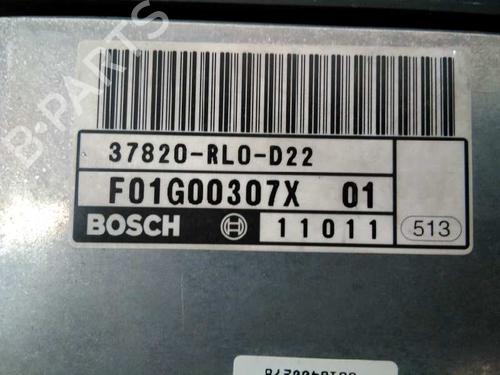 37820-RL0-D22
F01G00307X 01
BOSCH 11011 513
B-PARTS